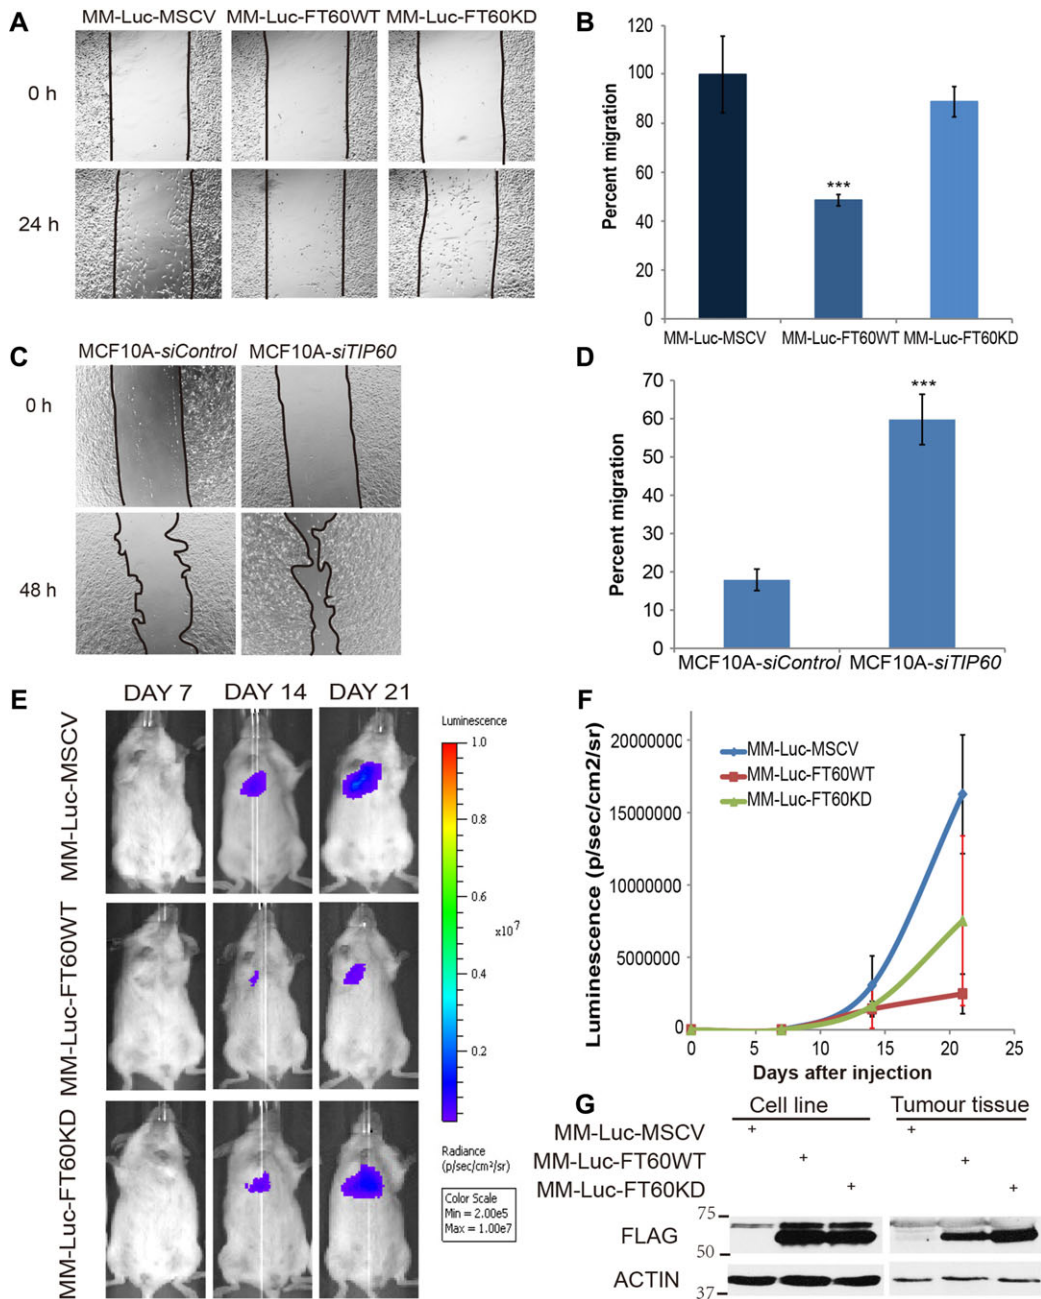 A
MM-Luc-MSCV MM-Luc-FT60WT MM-Luc-FT60KD
0 h
24 h
B
Percent migration
120
100
80
60
40
20
0
***
MM-Luc-MSCV MM-Luc-FT60WT MM-Luc-FT60KD
C
MCF10A-siControl MCF10A-siTIP60
0 h
48 h
D
Percent migration
70
60
50
40
30
20
10
0
***
MCF10A-siControl MCF10A-siTIP60
E
DAY 7 DAY 14 DAY 21
MM-Luc-MSCV
MM-Luc-FT60WT
MM-Luc-FT60KD
Luminescence
1.0
0.8
0.6
x10^7
0.4
0.2
Radiance
(p/sec/cm²/sr)
Color Scale
Min = 2.00e5
Max = 1.00e7
F
Luminescence (p/sec/cm2/sr)
20000000
15000000
10000000
5000000
0
MM-Luc-MSCV
MM-Luc-FT60WT
MM-Luc-FT60KD
0 5 10 15 20 25
Days after injection
G
Cell line Tumour tissue
MM-Luc-MSCV + +
MM-Luc-FT60WT + +
MM-Luc-FT60KD + +
75
FLAG
50
ACTIN
37